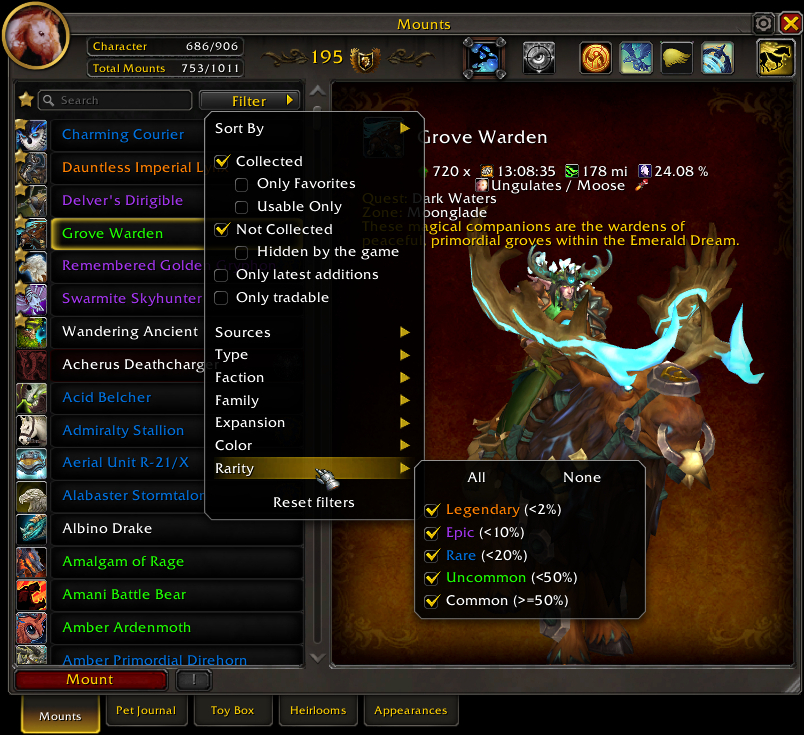 Mounts
Character 686/906
Total Mounts 753/1011
195
Search
Filter
Charming Courier
Dauntless Imperial L
Delver's Dirigible
Grove Warden
Remembered Golde
Swarmite Skyhunter
Wandering Ancient
Acherus Deathcharger
Acid Belcher
Admiralty Stallion
Aerial Unit R-21/X
Alabaster Stormtalon
Albino Drake
Amalgam of Rage
Amani Battle Bear
Amber Ardenmoth
Amber Primordial Direhorn
Sort By
Collected
Only Favorites
Usable Only
Not Collected
Hidden by the game
Only latest additions
Only tradable
Sources
Type
Faction
Family
Expansion
Color
Rarity
Reset filters
All None
Legendary (<2%)
Epic (<10%)
Rare (<20%)
Uncommon (<50%)
Common (>=50%)
Grove Warden
720 x 13:08:35 178 mi 24.08 %
Ungulates / Moose
Quest: Dark Waters
Zone: Moonglade
These magical companions are the wardens of
peaceful, primordial groves within the Emerald Dream.
Mount
!
Mounts
Pet Journal
Toy Box
Heirlooms
Appearances